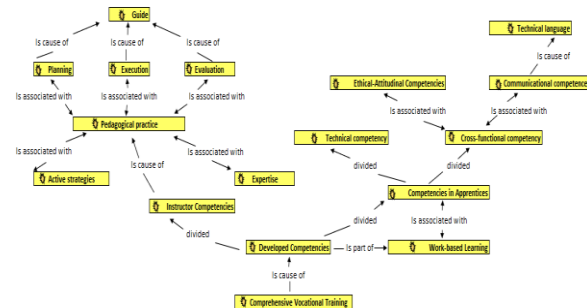 Guide
Technical language
Is cause of
Is cause of
Is cause of
Is cause of
Planning
Execution
Evaluation
Ethical-Attitudinal Competencies
Communicational competence
Is associated with
Is associated with
Is associated with
Is associated with
Is associated with
Pedagogical practice
Technical competency
Cross-functional competency
Is associated with
Is cause of
Is associated with
divided
divided
Active strategies
Expertise
Competencies in Apprentices
Instructor Competencies
divided
Is associated with
divided
Developed Competencies
Is part of
Work-based Learning
Is cause of
Comprehensive Vocational Training